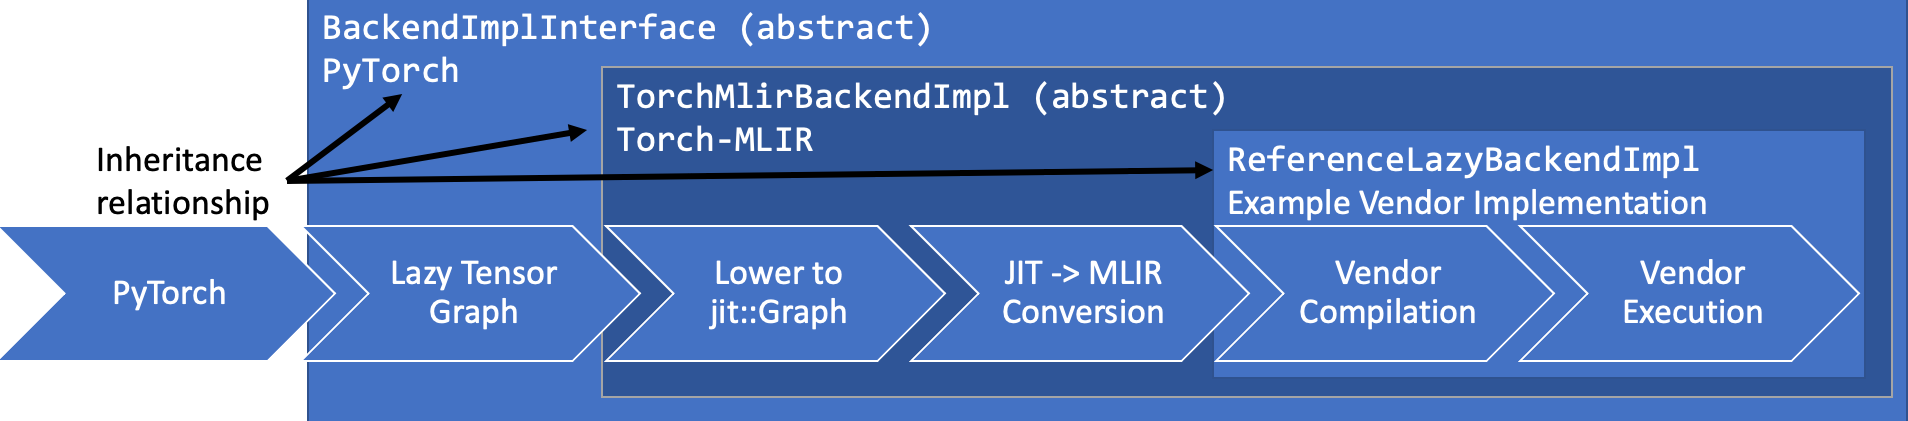 BackendImplInterface (abstract)
PyTorch
TorchMlirBackendImpl (abstract)
Torch-MLIR
Inheritance
relationship
ReferenceLazyBackendImpl
Example Vendor Implementation
PyTorch
Lazy Tensor
Graph
Lower to
jit::Graph
JIT -> MLIR
Conversion
Vendor
Compilation
Vendor
Execution